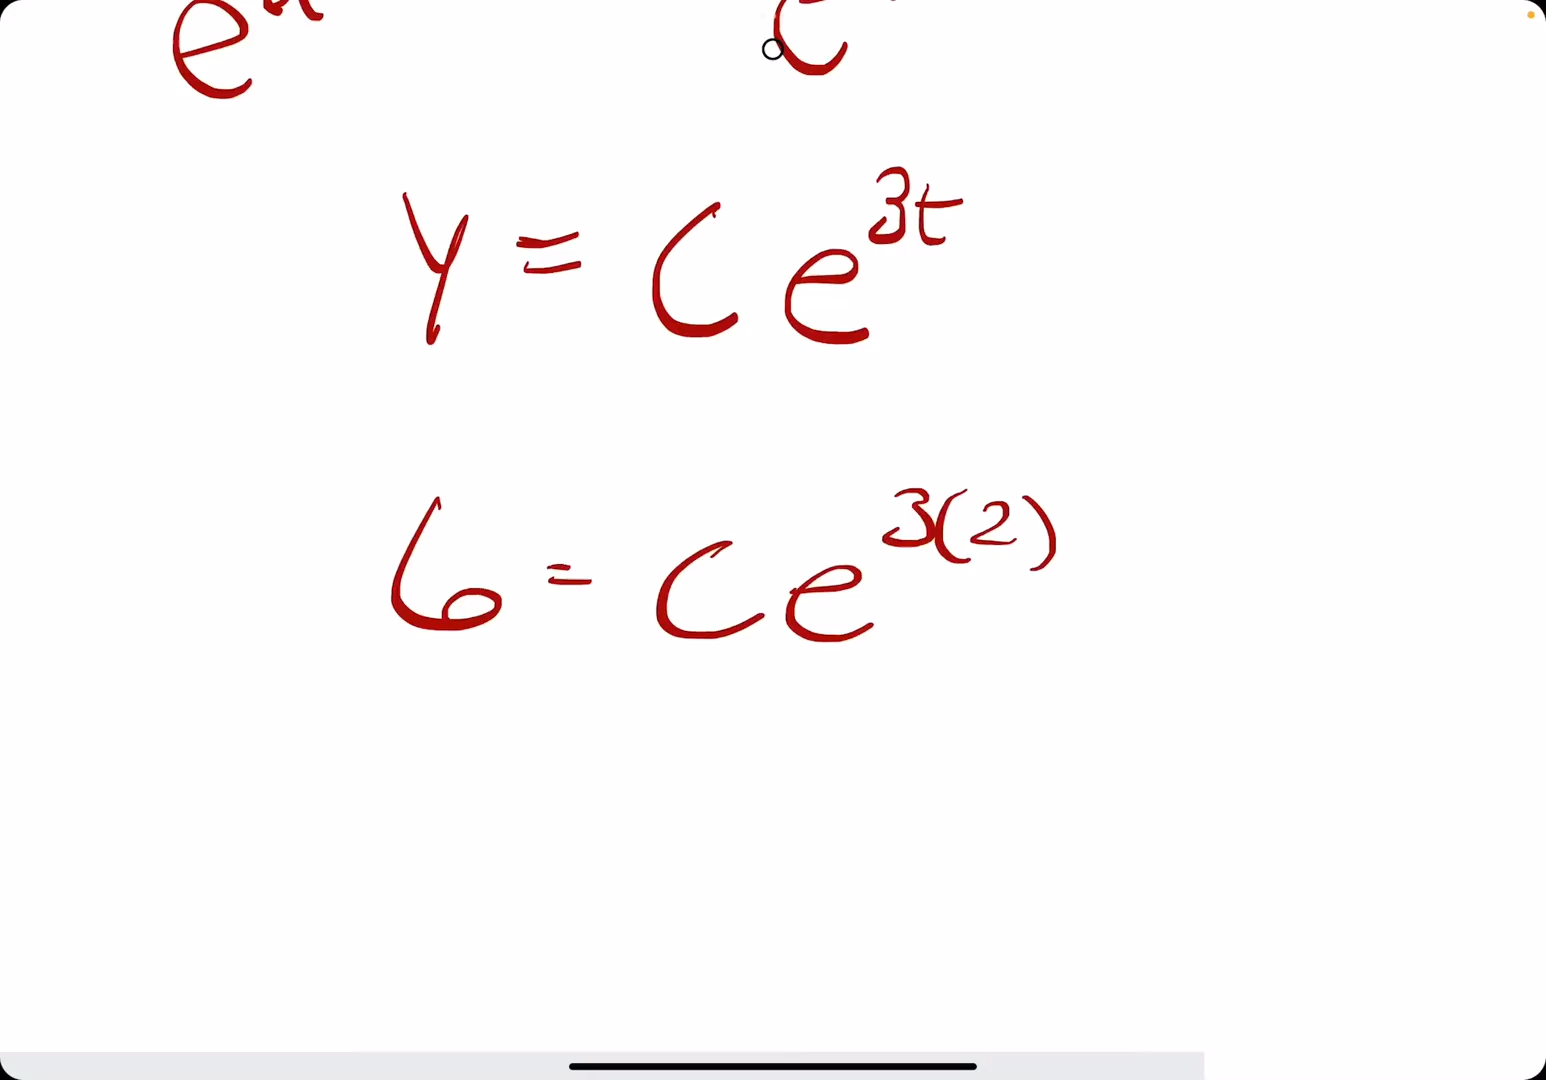 y = Ce^{3t}
6 = Ce^{3(2)}